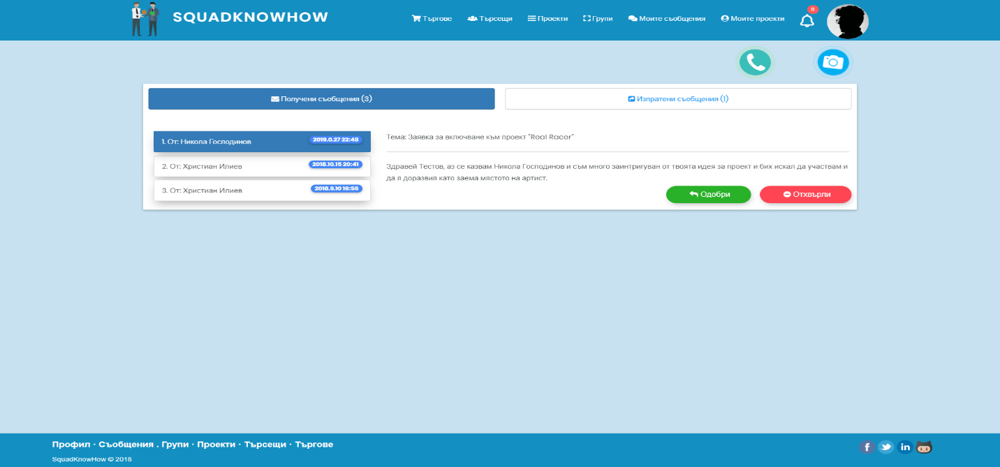 SQUADKNOWHOW
Търгове Търсещи Проекти Групи Моите съобщения Моите проекти 0
Получени съобщения (3)
Изпратени съобщения (1)
1. От: Никола Господинов 2019.0.27 22:48
2. От: Христиан Илиев 2018.10.15 20:41
3. От: Христиан Илиев 2018.9.10 16:56
Тема: Заявка за включване към проект "Real Racer"
Здравей Тестов, аз се казвам Никола Господинов и съм много заинтригуван от твоята идея за проект и бих искал да участвам и
да я доразвия като заема мястото на артист.
Одобри
Отхвърли
Профил · Съобщения . Групи · Проекти · Търсещи · Търгове
SquadKnowHow © 2018